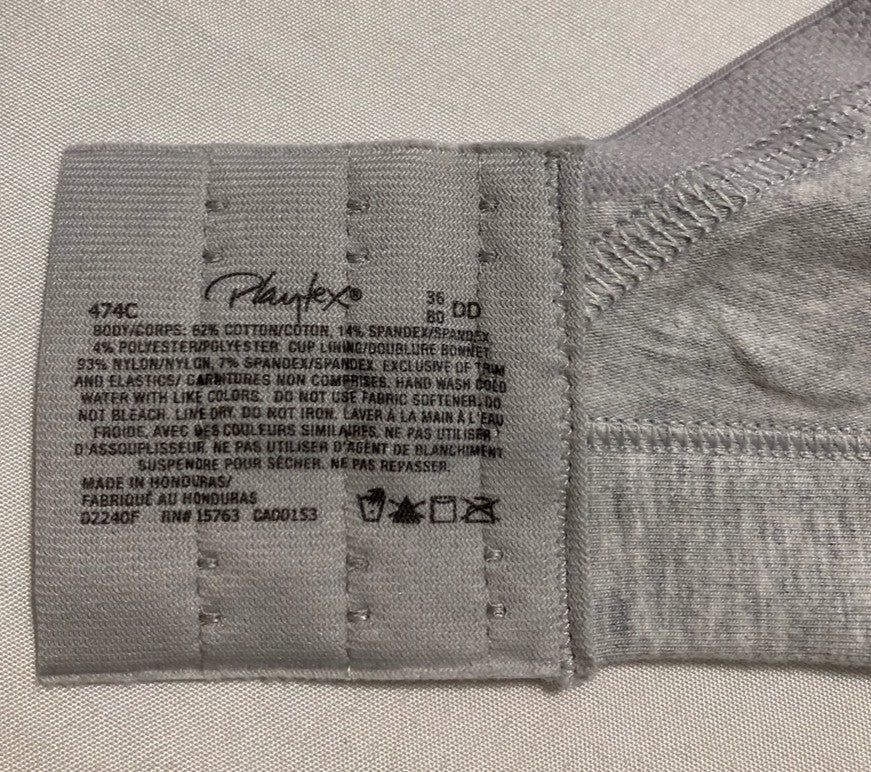 Playtex®
474C
36
80 DD
BODY/CORPS: 62% COTTON/COTON, 14% SPANDEX/SPANDEX
4% POLYESTER/POLYESTER. CUP LINING/DOUBLURE BONNET
93% NYLON/NYLON, 7% SPANDEX/SPANDEX. EXCLUSIVE OF TRIM
AND ELASTICS/ GARNITURES NON COMPRISES. HAND WASH COLD
WATER WITH LIKE COLORS. DO NOT USE FABRIC SOFTENER. DO
NOT BLEACH. LINE DRY. DO NOT IRON. LAVER À LA MAIN À L'EAU
FROIDE, AVEC DES COULEURS SIMILAIRES. NE PAS UTILISER
D'ASSOUPLISSEUR. NE PAS UTILISER D'AGENT DE BLANCHIMENT
SUSPENDRE POUR SÉCHER. NE PAS REPASSER.
MADE IN HONDURAS/
FABRIQUÉ AU HONDURAS
02240F RN# 15763 CA00153